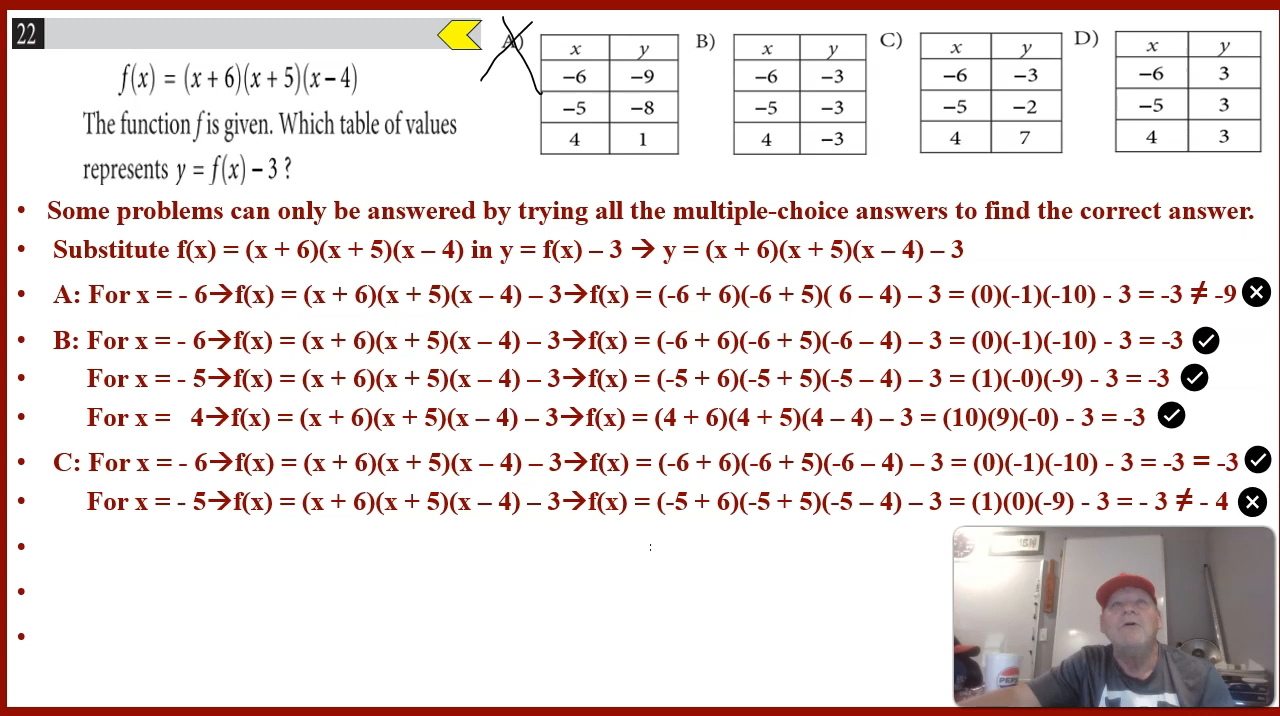 22
f(x) = (x + 6)(x + 5)(x – 4)
The function f is given. Which table of values
represents y = f(x) – 3 ?
A)
x y
–6 –9
–5 –8
4 1
B)
x y
–6 –3
–5 –3
4 –3
C)
x y
–6 –3
–5 –2
4 7
D)
x y
–6 3
–5 3
4 3
• Some problems can only be answered by trying all the multiple-choice answers to find the correct answer.
• Substitute f(x) = (x + 6)(x + 5)(x – 4) in y = f(x) – 3 → y = (x + 6)(x + 5)(x – 4) – 3
• A: For x = - 6→f(x) = (x + 6)(x + 5)(x – 4) – 3→f(x) = (-6 + 6)(-6 + 5)( 6 – 4) – 3 = (0)(-1)(-10) - 3 = -3 ≠ -9
• B: For x = - 6→f(x) = (x + 6)(x + 5)(x – 4) – 3→f(x) = (-6 + 6)(-6 + 5)(-6 – 4) – 3 = (0)(-1)(-10) - 3 = -3
• For x = - 5→f(x) = (x + 6)(x + 5)(x – 4) – 3→f(x) = (-5 + 6)(-5 + 5)(-5 – 4) – 3 = (1)(-0)(-9) - 3 = -3
• For x = 4→f(x) = (x + 6)(x + 5)(x – 4) – 3→f(x) = (4 + 6)(4 + 5)(4 – 4) – 3 = (10)(9)(-0) - 3 = -3
• C: For x = - 6→f(x) = (x + 6)(x + 5)(x – 4) – 3→f(x) = (-6 + 6)(-6 + 5)(-6 – 4) – 3 = (0)(-1)(-10) - 3 = -3 = -3
• For x = - 5→f(x) = (x + 6)(x + 5)(x – 4) – 3→f(x) = (-5 + 6)(-5 + 5)(-5 – 4) – 3 = (1)(0)(-9) - 3 = - 3 ≠ - 4
PEPSI